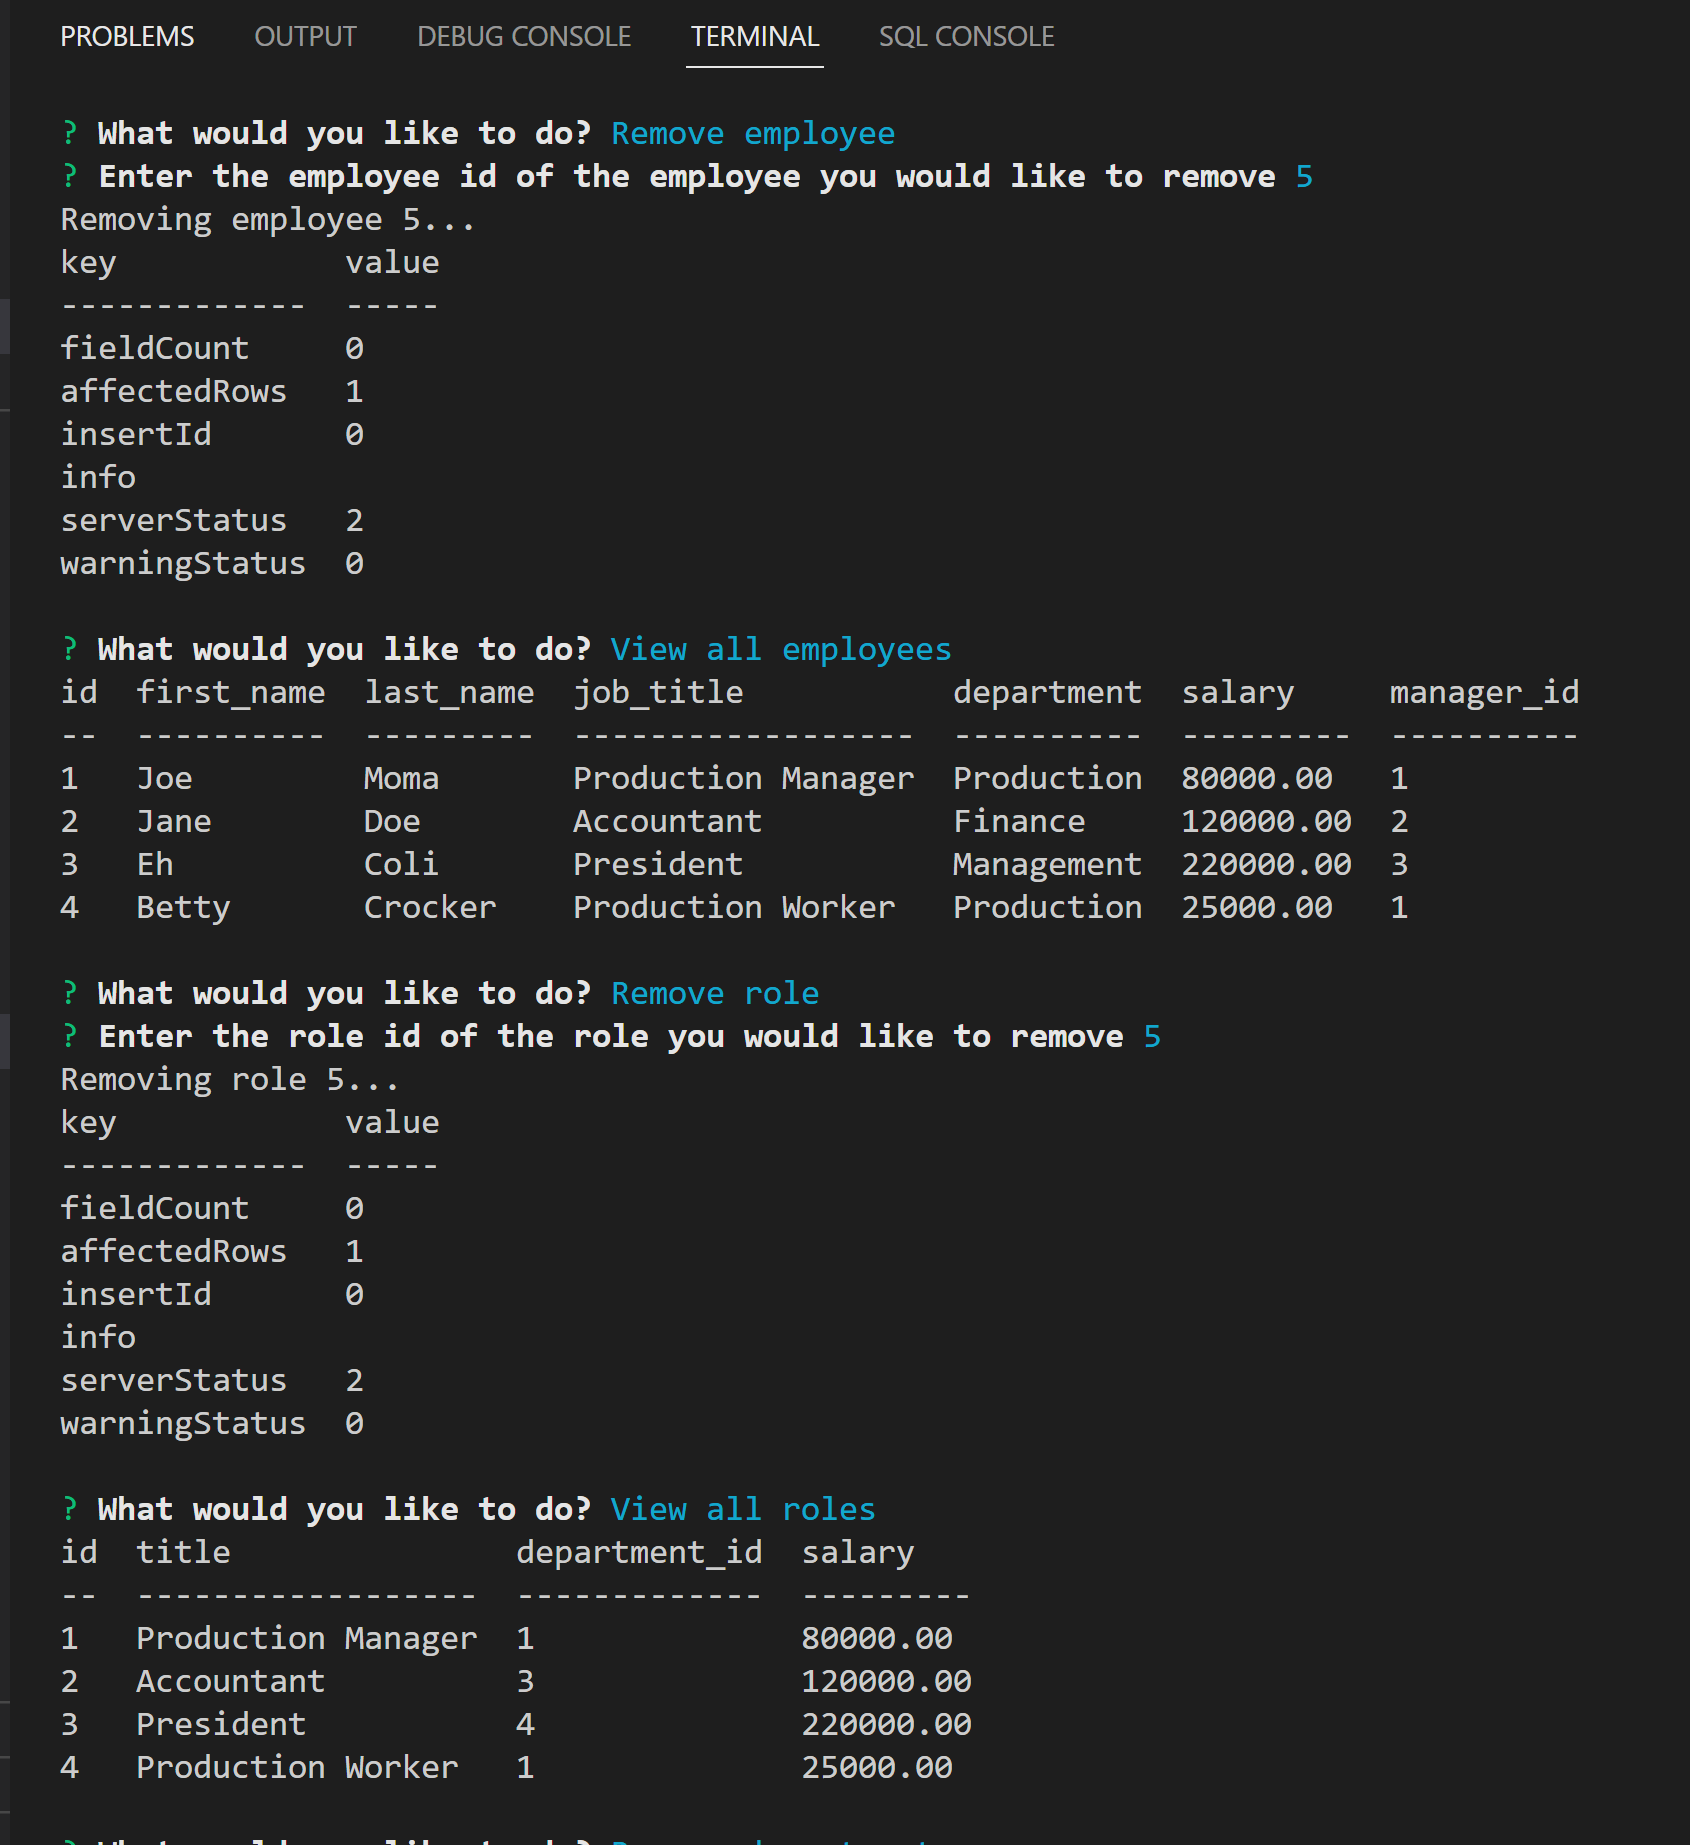 PROBLEMS OUTPUT DEBUG CONSOLE TERMINAL SQL CONSOLE
? What would you like to do? Remove employee
? Enter the employee id of the employee you would like to remove 5
Removing employee 5...
key            value
-------------  -----
fieldCount     0
affectedRows   1
insertId       0
info
serverStatus   2
warningStatus  0
? What would you like to do? View all employees
id  first_name  last_name  job_title           department  salary     manager_id
--  ----------  ---------  ------------------  ----------  ---------  ----------
1   Joe         Moma       Production Manager  Production  80000.00   1
2   Jane        Doe        Accountant          Finance     120000.00  2
3   Eh          Coli       President           Management  220000.00  3
4   Betty       Crocker    Production Worker   Production  25000.00   1
? What would you like to do? Remove role
? Enter the role id of the role you would like to remove 5
Removing role 5...
key            value
-------------  -----
fieldCount     0
affectedRows   1
insertId       0
info
serverStatus   2
warningStatus  0
? What would you like to do? View all roles
id  title               department_id  salary
--  ------------------  -------------  ---------
1   Production Manager  1              80000.00
2   Accountant          3              120000.00
3   President           4              220000.00
4   Production Worker   1              25000.00